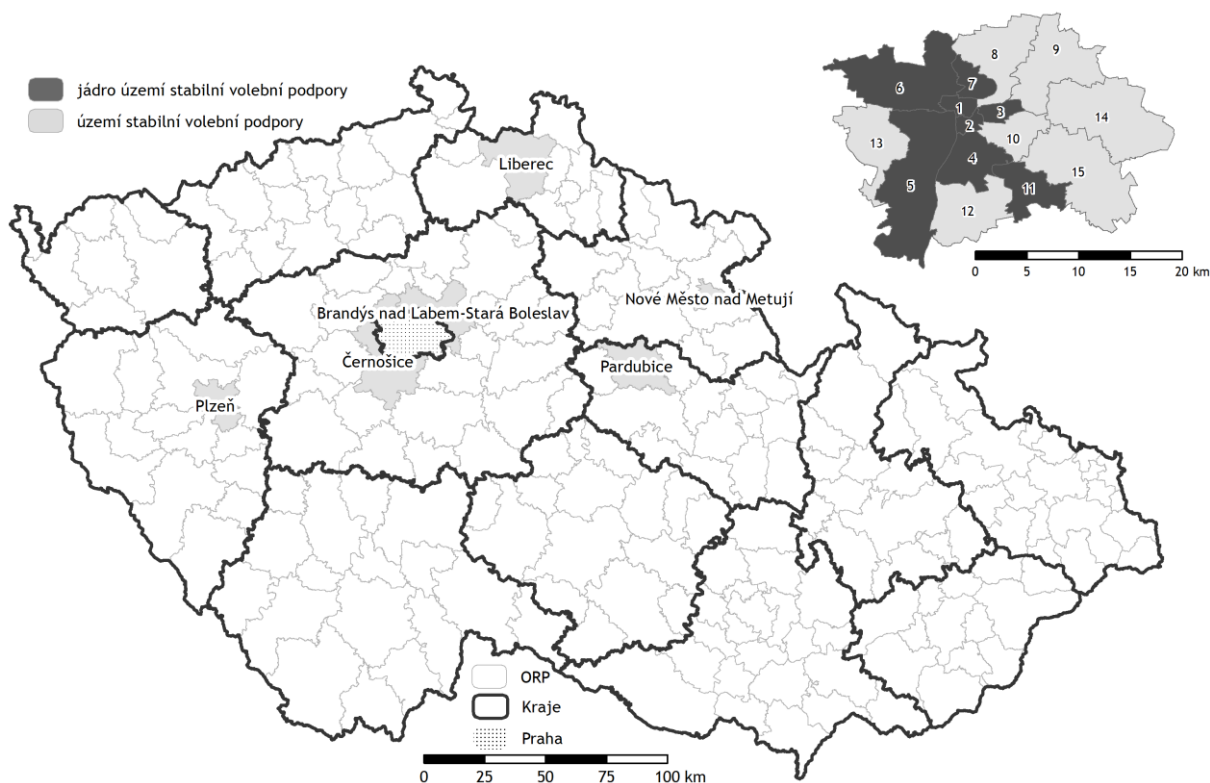 jádro území stabilní volební podpory
území stabilní volební podpory
8
9
6
7
1
3
2
14
13
10
4
15
5
11
12
0 5 10 15 20 km
Liberec
Nové Město nad Metují
Brandýs nad Labem-Stará Boleslav
Černošice
Pardubice
Plzeň
ORP
Kraje
Praha
0 25 50 75 100 km